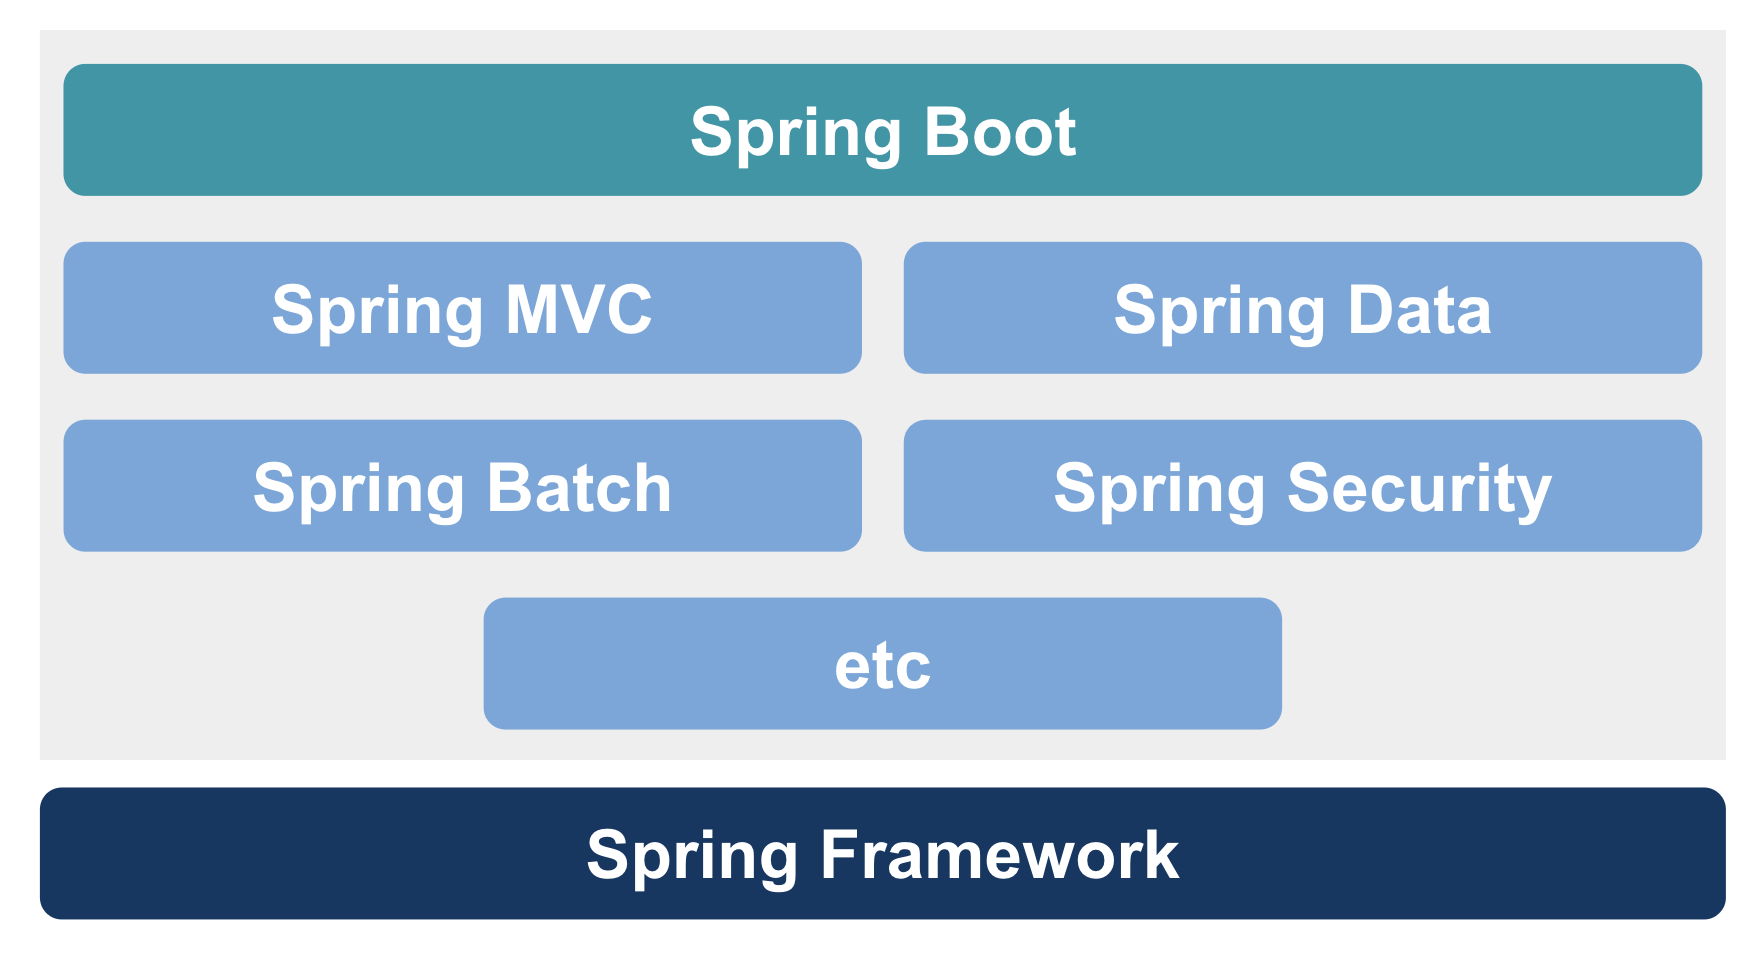 Spring Boot
Spring MVC
Spring Data
Spring Batch
Spring Security
etc
Spring Framework